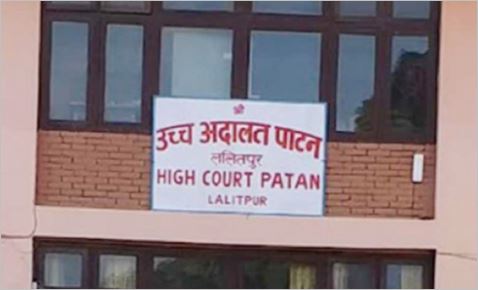 श्री
उच्च अदालत पाटन
ललितपुर
HIGH COURT PATAN
LALITPUR